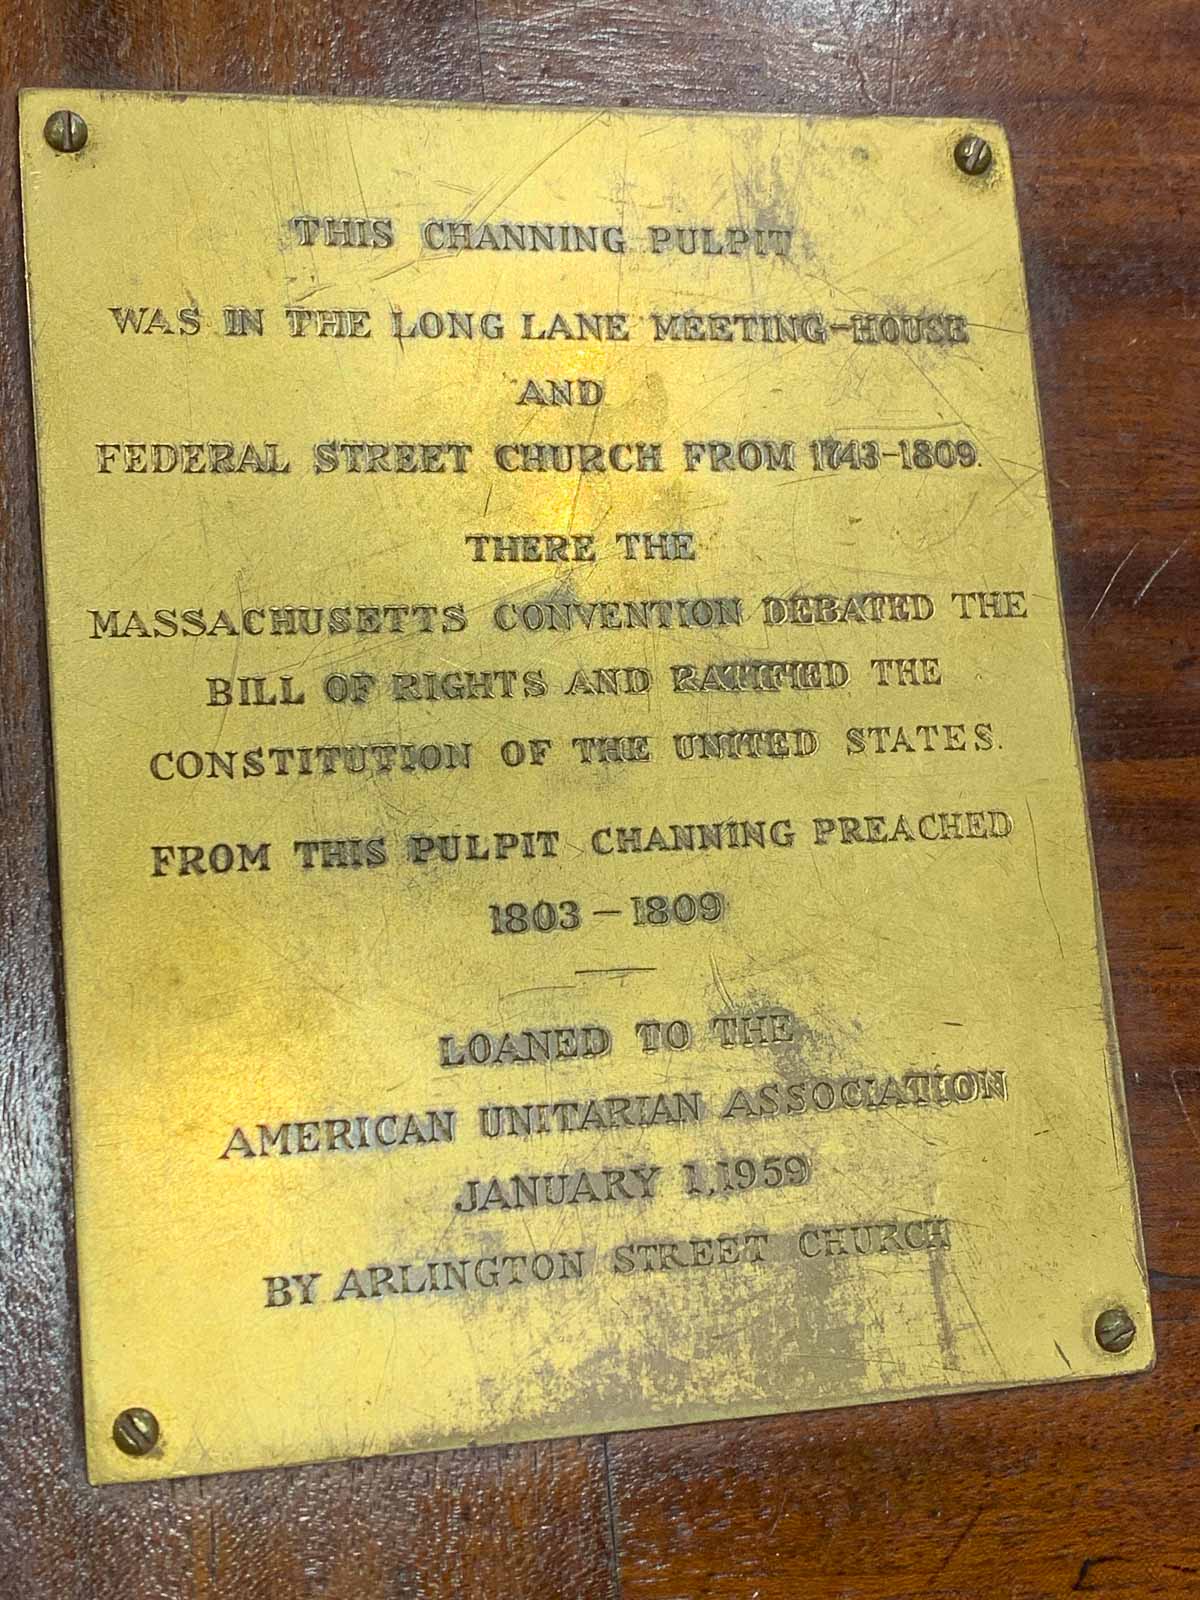 THIS CHANNING PULPIT
WAS IN THE LONG LANE MEETING-HOUSE
AND
FEDERAL STREET CHURCH FROM 1743-1809.
THERE THE
MASSACHUSETTS CONVENTION DEBATED THE
BILL OF RIGHTS AND RATIFIED THE
CONSTITUTION OF THE UNITED STATES.
FROM THIS PULPIT CHANNING PREACHED
1803 – 1809
LOANED TO THE
AMERICAN UNITARIAN ASSOCIATION
JANUARY 1, 1959
BY ARLINGTON STREET CHURCH